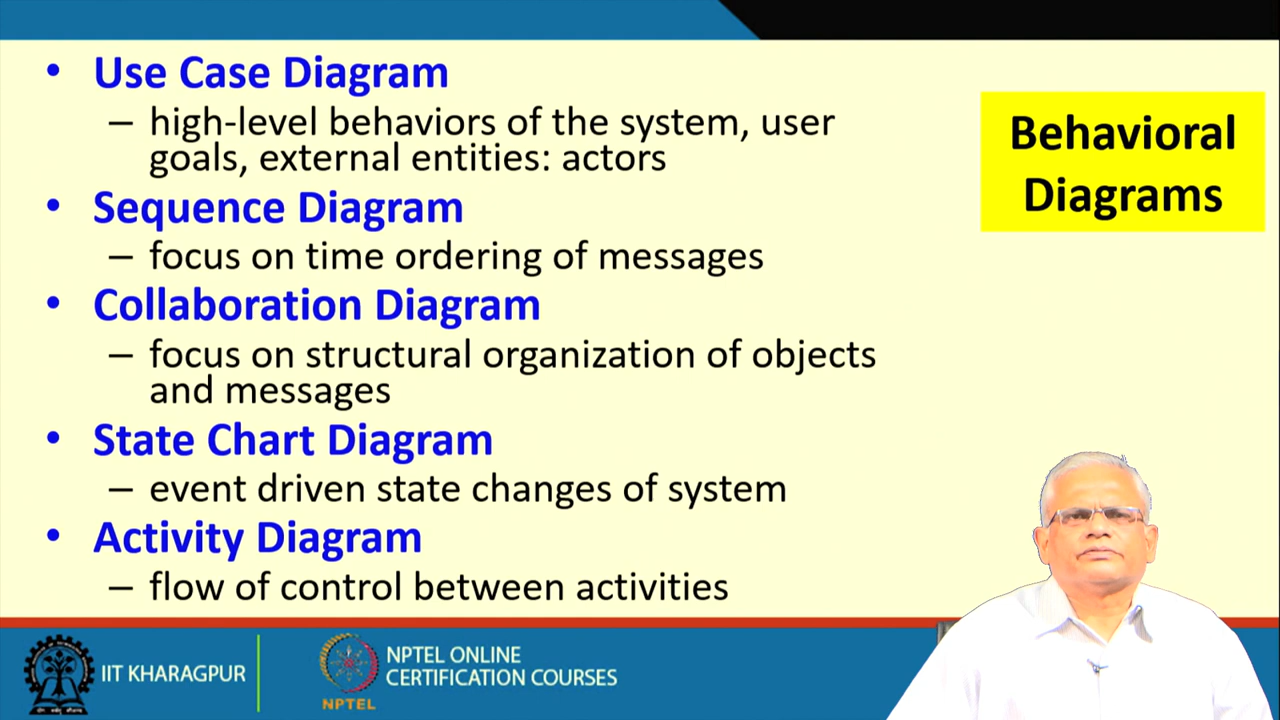 • Use Case Diagram
– high-level behaviors of the system, user
goals, external entities: actors
• Sequence Diagram
– focus on time ordering of messages
• Collaboration Diagram
– focus on structural organization of objects
and messages
• State Chart Diagram
– event driven state changes of system
• Activity Diagram
– flow of control between activities
Behavioral
Diagrams
IIT KHARAGPUR
NPTEL
NPTEL ONLINE
CERTIFICATION COURSES